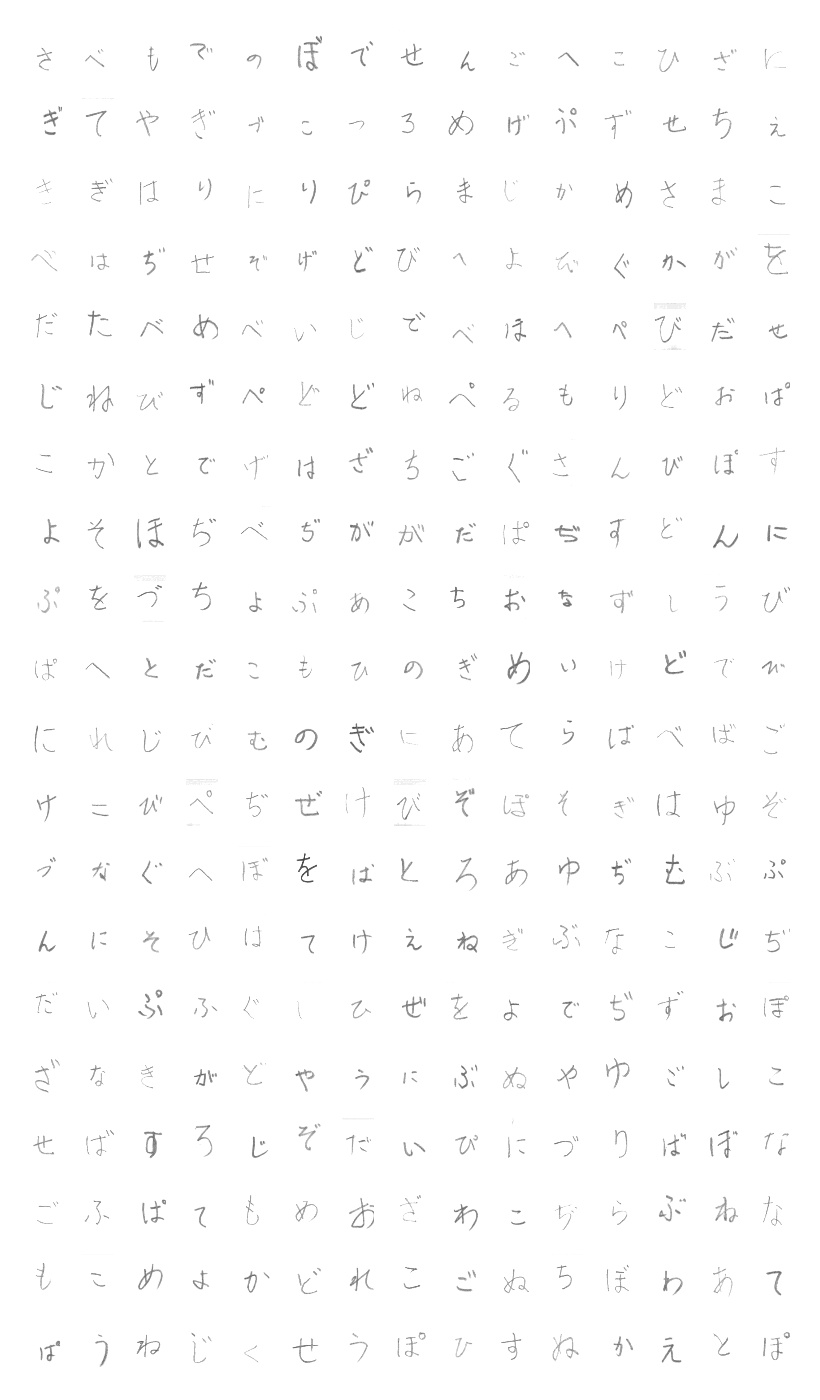 さべもでのぼでせんごへこひざに
ぎてやぎづこつろめげぷずせちえ
きぎはりにりぴらまじかめさまこ
べはぢせぞげどびへよびぐかがを
だたべめべいじでべほへぺびだせ
じねびずぺどどねぺるもりどおぱ
こかとでげはざちごぐさんびぽす
よそほぢべぢががだぱぢすどんに
ぷをづちょぷあこちおなずしうび
ぱへとだこもひのぎめいけどでび
にれじびむのぎにあてらばべばご
けこびぺぢぜけびぞぽそぎはゆぞ
づなぐへぼをばとろあゆぢむぶぷ
んにそひはてけえねぎぶなこじぢ
だいぷふぐしひぜをよでぢずおぽ
ざなきがどやうにぶぬやゆごしこ
せばすろじぞだいぴにづりばぼな
ごふぱてもめおざわこぢらぶねな
もこめよかどれこごぬちぼわあて
ぱうねじくせうぽひすぬかえとぽ